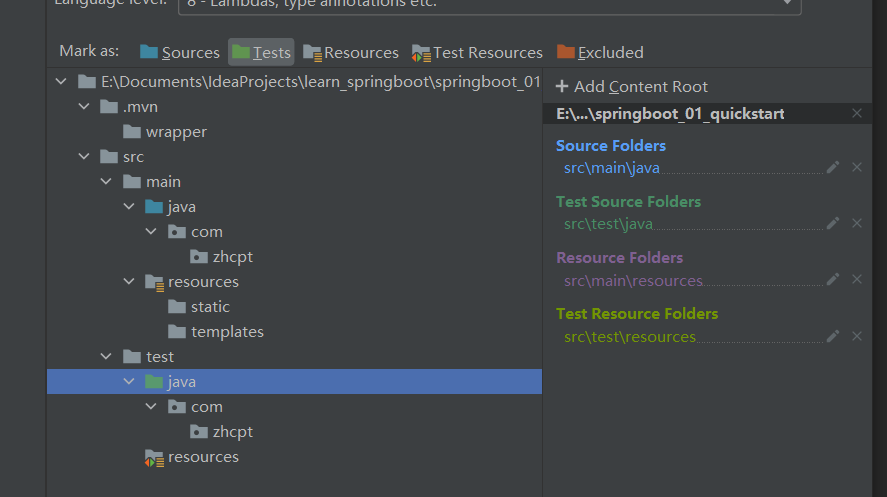 Language level: 8 - Lambdas, type annotations etc.
Mark as: Sources Tests Resources Test Resources Excluded
E:\Documents\IdeaProjects\learn_springboot\springboot_01
.mvn
wrapper
src
main
java
com
zhcpt
resources
static
templates
test
java
com
zhcpt
resources
Add Content Root
E:\...\springboot_01_quickstart
Source Folders
src\main\java
Test Source Folders
src\test\java
Resource Folders
src\main\resources
Test Resource Folders
src\test\resources